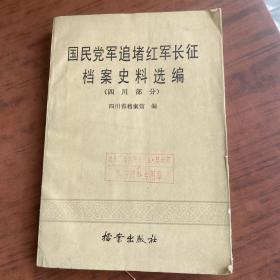 国民党军追堵红军长征
档案史料选编
(四川部分)
四川省档案馆 编
档案出版社